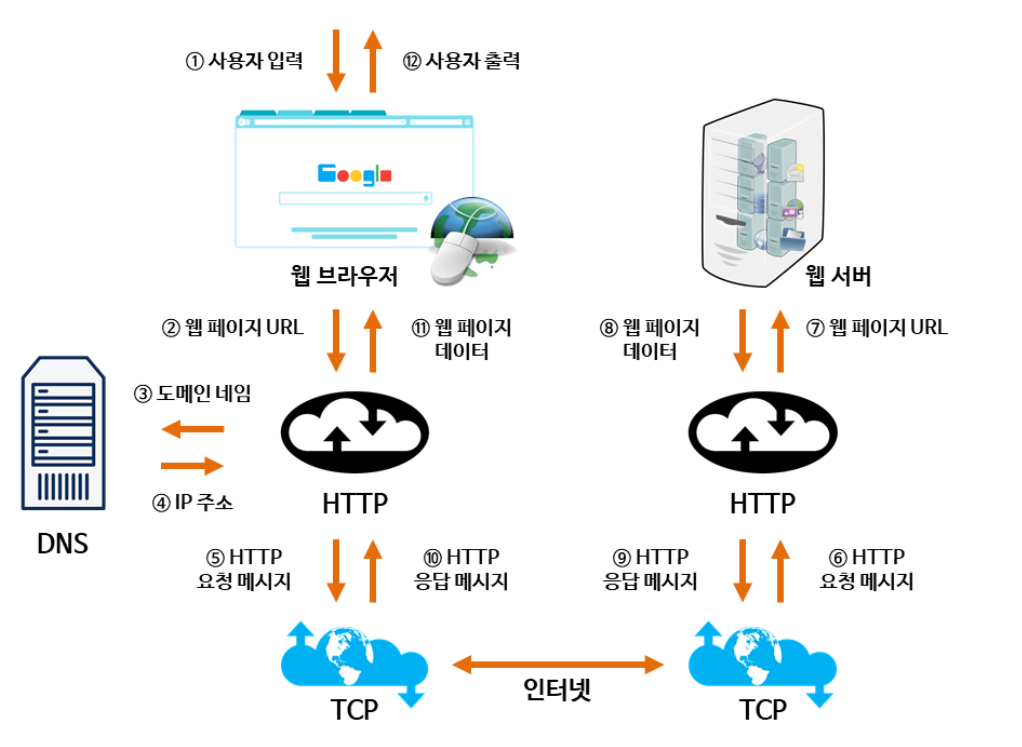 ① 사용자 입력
⑫ 사용자 출력
Google
웹 브라우저
웹 서버
② 웹 페이지 URL
⑪ 웹 페이지
데이터
⑧ 웹 페이지
데이터
⑦ 웹 페이지 URL
③ 도메인 네임
④ IP 주소
DNS
HTTP
HTTP
⑤ HTTP
요청 메시지
⑩ HTTP
응답 메시지
⑨ HTTP
응답 메시지
⑥ HTTP
요청 메시지
인터넷
TCP
TCP